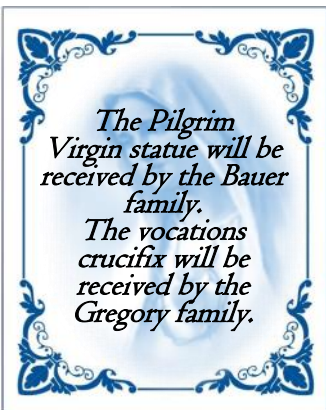 The Pilgrim
Virgin statue will be
received by the Bauer
family.
The vocations
crucifix will be
received by the
Gregory family.